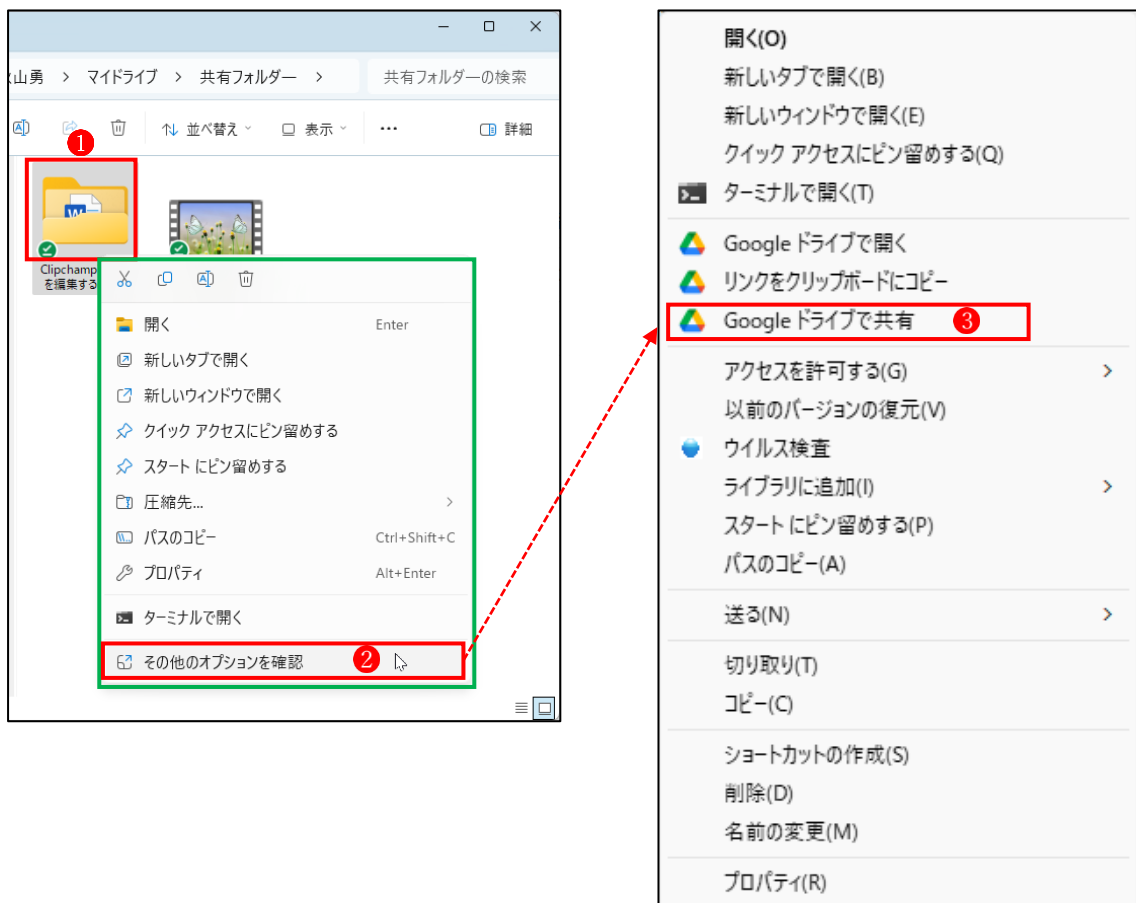 山勇 > マイドライブ > 共有フォルダー >
共有フォルダーの検索
並べ替え
表示
...
詳細
1
Clipchamp
を編集する
開く Enter
新しいタブで開く
新しいウィンドウで開く
クイック アクセスにピン留めする
スタート にピン留めする
圧縮先...
パスのコピー Ctrl+Shift+C
プロパティ Alt+Enter
ターミナルで開く
その他のオプションを確認 2
開く(O)
新しいタブで開く(B)
新しいウィンドウで開く(E)
クイック アクセスにピン留めする(Q)
ターミナルで開く(T)
Google ドライブで開く
リンクをクリップボードにコピー
Google ドライブで共有 3
アクセスを許可する(G)
以前のバージョンの復元(V)
ウイルス検査
ライブラリに追加(I)
スタート にピン留めする(P)
パスのコピー(A)
送る(N)
切り取り(T)
コピー(C)
ショートカットの作成(S)
削除(D)
名前の変更(M)
プロパティ(R)